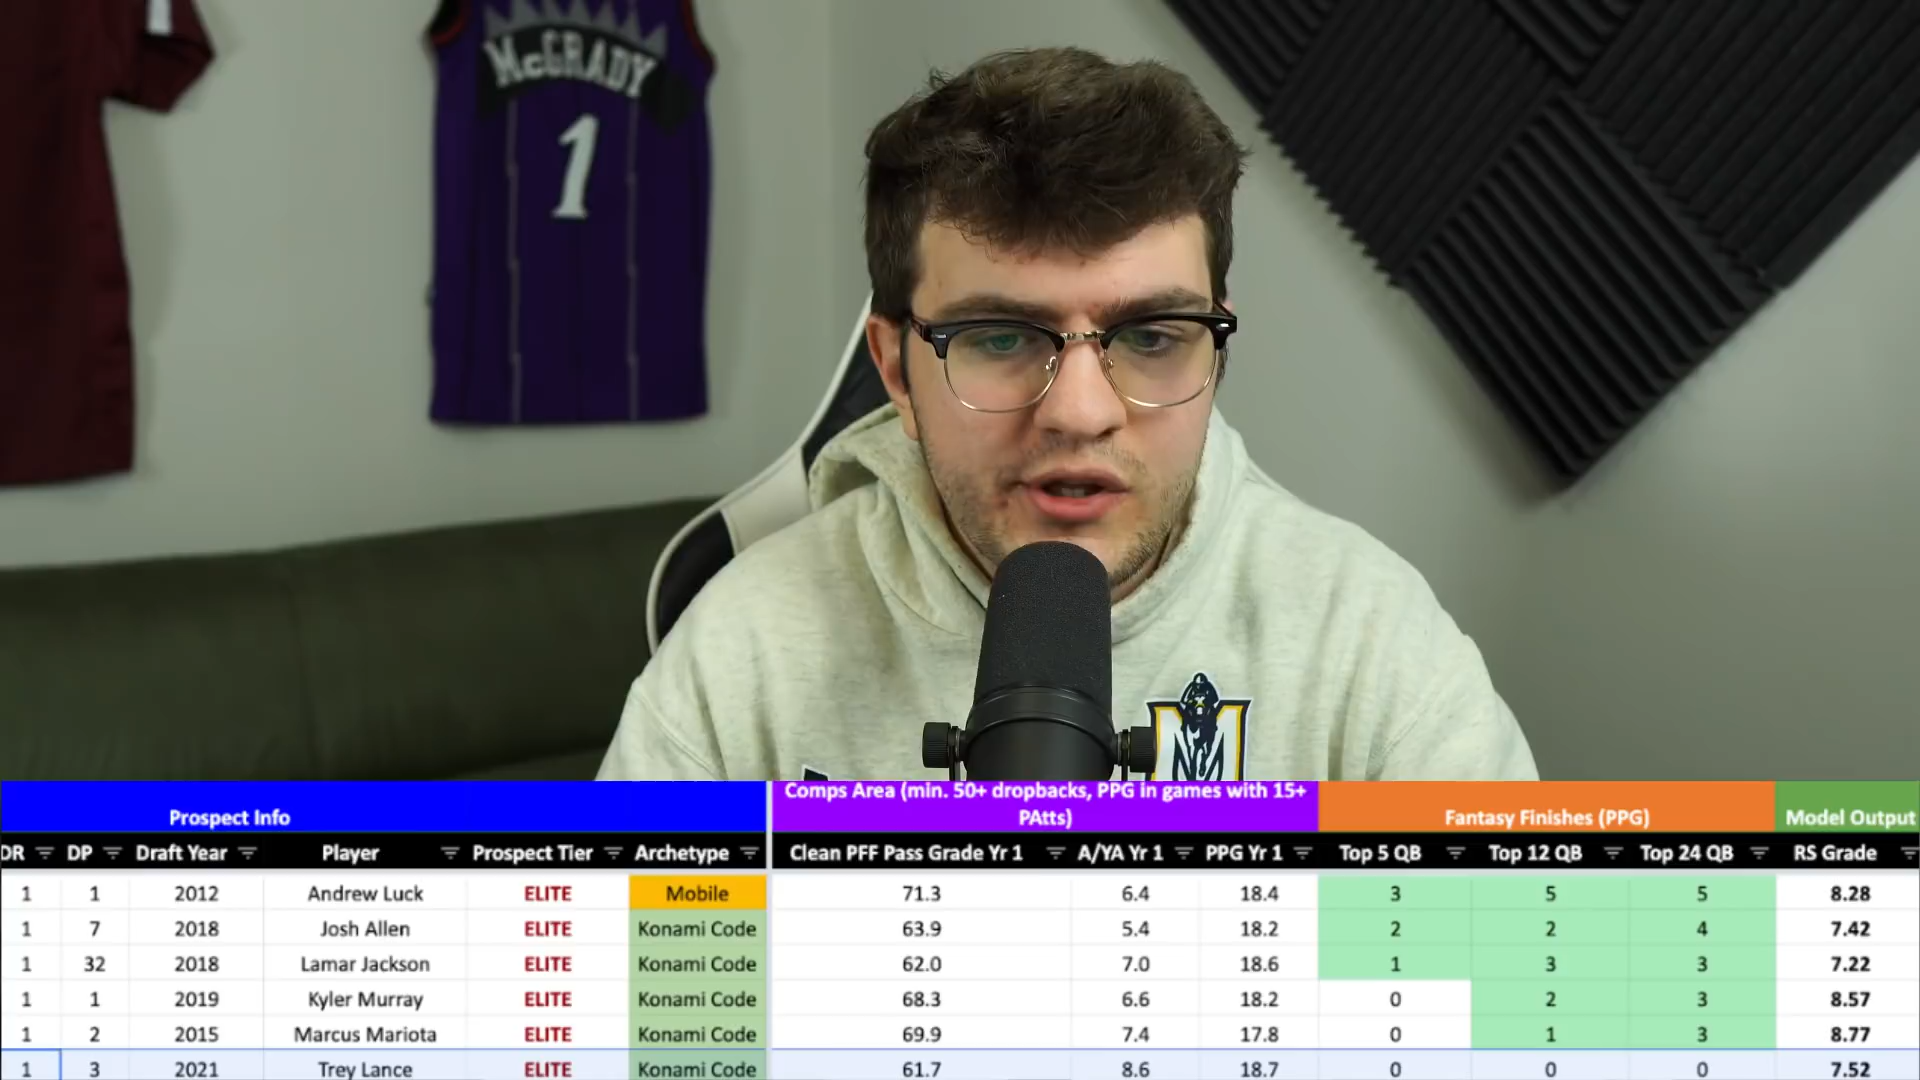 McGRADY
1
M
Prospect Info
Comps Area (min. 50+ dropbacks, PPG in games with 15+
PAtts)
Fantasy Finishes (PPG)
Model Output
DR DP Draft Year Player Prospect Tier Archetype Clean PFF Pass Grade Yr 1 A/YA Yr 1 PPG Yr 1 Top 5 QB Top 12 QB Top 24 QB RS Grade
1 1 2012 Andrew Luck ELITE Mobile 71.3 6.4 18.4 3 5 5 8.28
1 7 2018 Josh Allen ELITE Konami Code 63.9 5.4 18.2 2 2 4 7.42
1 32 2018 Lamar Jackson ELITE Konami Code 62.0 7.0 18.6 1 3 3 7.22
1 1 2019 Kyler Murray ELITE Konami Code 68.3 6.6 18.2 0 2 3 8.57
1 2 2015 Marcus Mariota ELITE Konami Code 69.9 7.4 17.8 0 1 3 8.77
1 3 2021 Trey Lance ELITE Konami Code 61.7 8.6 18.7 0 0 0 7.52